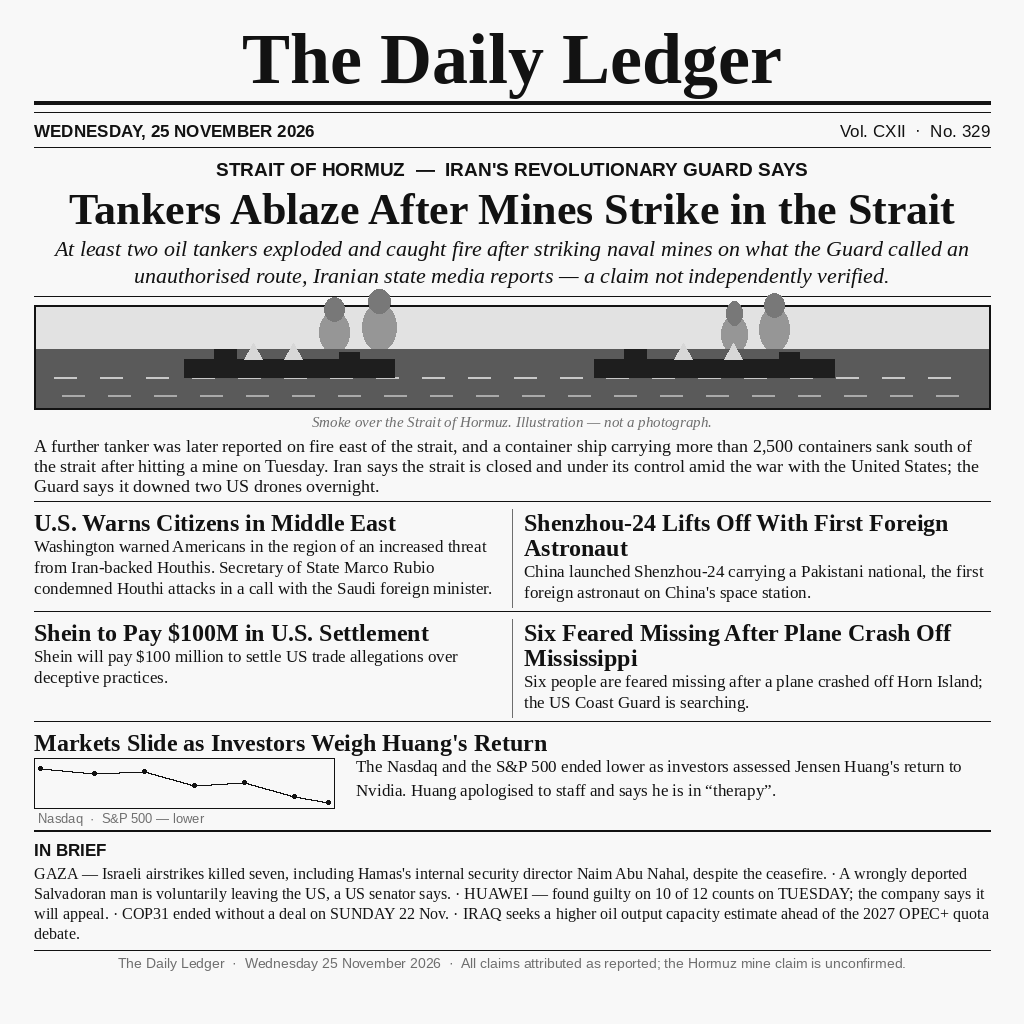 The Daily Ledger
WEDNESDAY, 25 NOVEMBER 2026
Vol. CXII · No. 329
STRAIT OF HORMUZ — IRAN'S REVOLUTIONARY GUARD SAYS
Tankers Ablaze After Mines Strike in the Strait
At least two oil tankers exploded and caught fire after striking naval mines on what the Guard called an
unauthorised route, Iranian state media reports — a claim not independently verified.
Smoke over the Strait of Hormuz. Illustration — not a photograph.
A further tanker was later reported on fire east of the strait, and a container ship carrying more than 2,500 containers sank south of
the strait after hitting a mine on Tuesday. Iran says the strait is closed and under its control amid the war with the United States; the
Guard says it downed two US drones overnight.
U.S. Warns Citizens in Middle East
Washington warned Americans in the region of an increased threat
from Iran-backed Houthis. Secretary of State Marco Rubio
condemned Houthi attacks in a call with the Saudi foreign minister.
Shenzhou-24 Lifts Off With First Foreign
Astronaut
China launched Shenzhou-24 carrying a Pakistani national, the first
foreign astronaut on China's space station.
Shein to Pay $100M in U.S. Settlement
Shein will pay $100 million to settle US trade allegations over
deceptive practices.
Six Feared Missing After Plane Crash Off
Mississippi
Six people are feared missing after a plane crashed off Horn Island;
the US Coast Guard is searching.
Markets Slide as Investors Weigh Huang's Return
Nasdaq · S&P 500 — lower
The Nasdaq and the S&P 500 ended lower as investors assessed Jensen Huang's return to
Nvidia. Huang apologised to staff and says he is in “therapy”.
IN BRIEF
GAZA — Israeli airstrikes killed seven, including Hamas's internal security director Naim Abu Nahal, despite the ceasefire. · A wrongly deported
Salvadoran man is voluntarily leaving the US, a US senator says. · HUAWEI — found guilty on 10 of 12 counts on TUESDAY; the company says it
will appeal. · COP31 ended without a deal on SUNDAY 22 Nov. · IRAQ seeks a higher oil output capacity estimate ahead of the 2027 OPEC+ quota
debate.
The Daily Ledger · Wednesday 25 November 2026 · All claims attributed as reported; the Hormuz mine claim is unconfirmed.